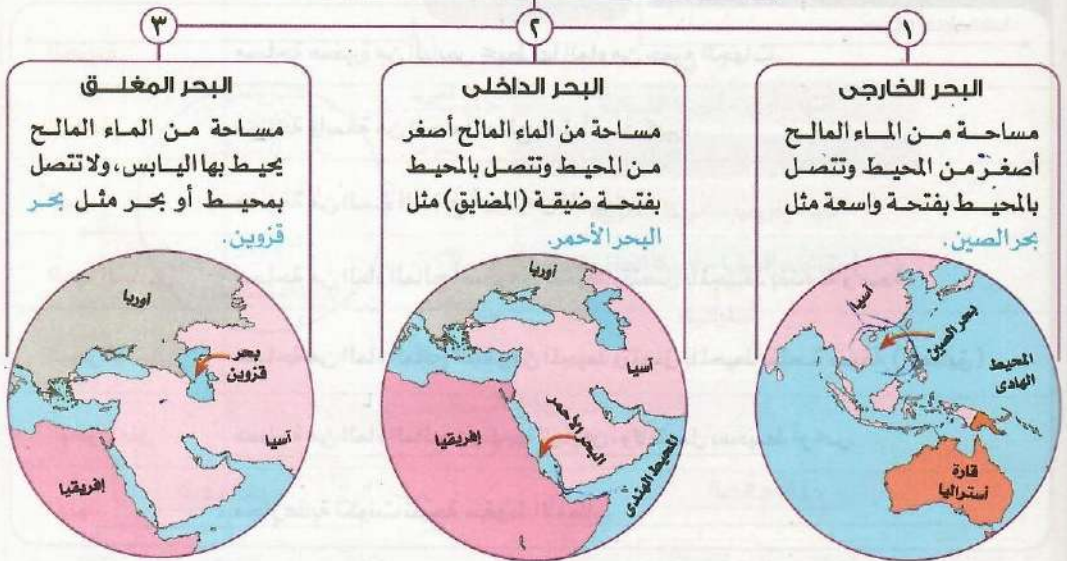 ١
البحر الخارجى
مساحة من الماء المالح
أصغر من المحيط وتتصل
بالمحيط بفتحة واسعة مثل
بحر الصين.
آسيا
بحر الصين
المحيط
الهادى
قارة
أستراليا
٢
البحر الداخلى
مساحة من الماء المالح أصغر
من المحيط وتتصل بالمحيط
بفتحة ضيقة (المضايق) مثل
البحر الأحمر.
أوربا
آسيا
إفريقيا
البحر الأحمر
المحيط الهندى
٣
البحر المغلق
مساحة من الماء المالح
يحيط بها اليابس، ولا تتصل
بمحيط أو بحر مثل بحر
قزوين.
أوربا
بحر
قزوين
آسيا
إفريقيا